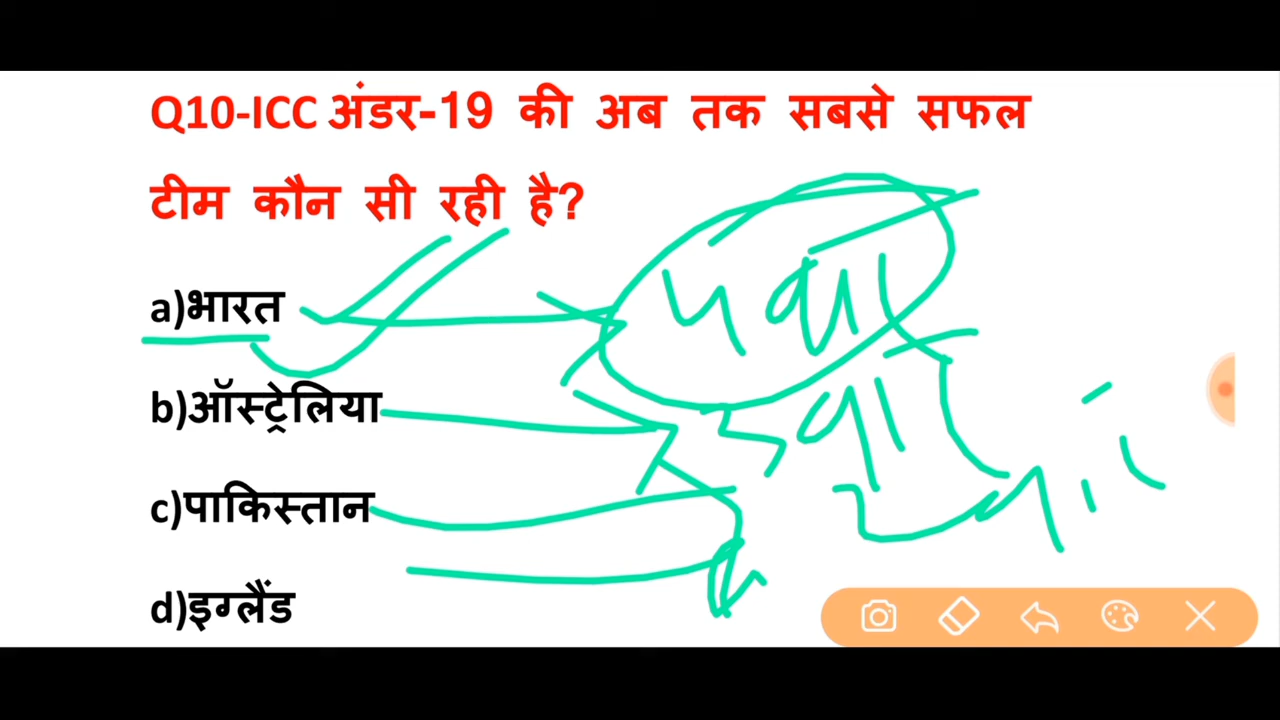 Q10-ICC अंडर-19 की अब तक सबसे सफल
टीम कौन सी रही है?
a)भारत
b)ऑस्ट्रेलिया
c)पाकिस्तान
d)इग्लैंड